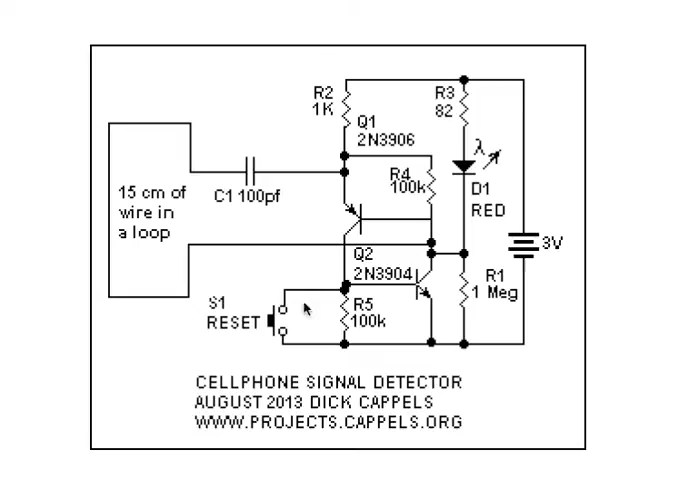 R2
1K
R3
82
Q1
2N3906
λ
R4
100k
C1 100pf
15 cm of
wire in
a loop
D1
RED
3V
Q2
2N3904
R1
1 Meg
S1
RESET
R5
100k
CELLPHONE SIGNAL DETECTOR
AUGUST 2013 DICK CAPPELS
WWW.PROJECTS.CAPPELS.ORG